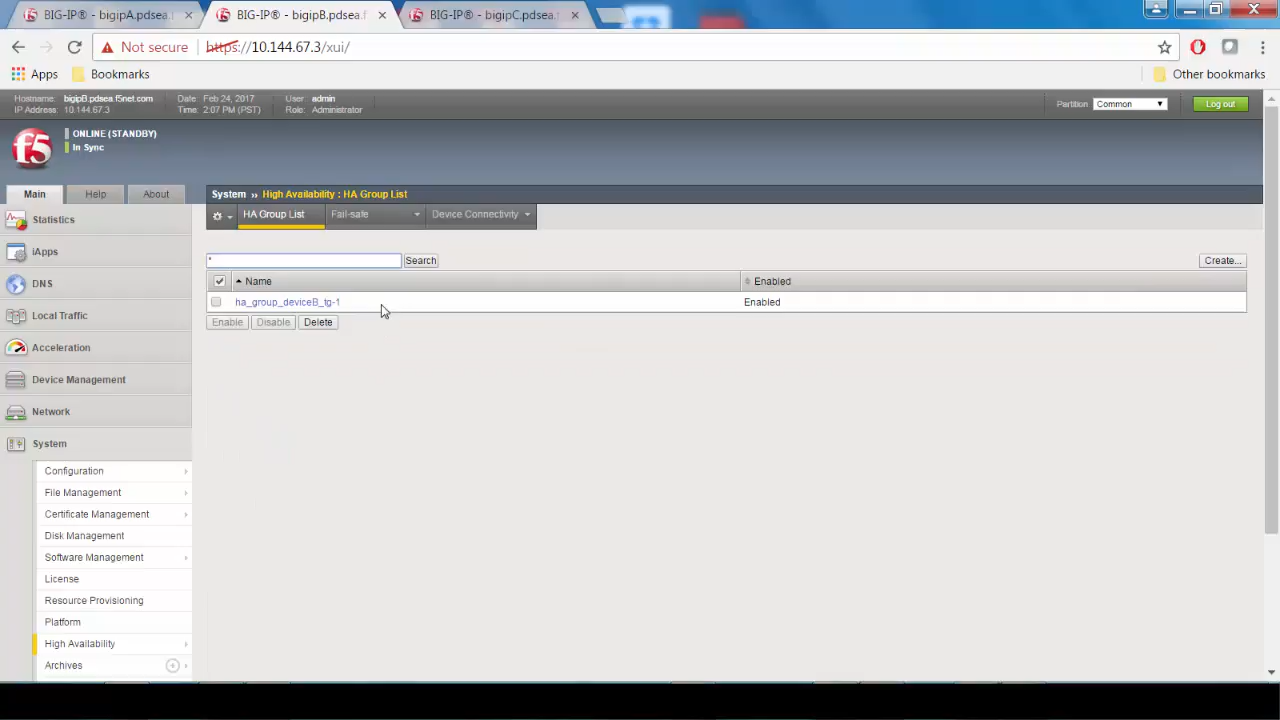 BIG-IP® - bigipA.pdsea.f
BIG-IP® - bigipB.pdsea.f
BIG-IP® - bigipC.pdsea.f
Not secure
https://10.144.67.3/xui/
Apps
Bookmarks
Other bookmarks
Hostname: bigipB.pdsea.f5net.com
Date: Feb 24, 2017
User: admin
IP Address: 10.144.67.3
Time: 2:07 PM (PST)
Role: Administrator
Partition
Common
Log out
f5
ONLINE (STANDBY)
In Sync
Main
Help
About
System » High Availability : HA Group List
HA Group List
Fail-safe
Device Connectivity
Statistics
iApps
DNS
Local Traffic
Acceleration
Device Management
Network
System
Configuration
File Management
Certificate Management
Disk Management
Software Management
License
Resource Provisioning
Platform
High Availability
Archives
*
Search
Create...
Name
Enabled
ha_group_deviceB_tg-1
Enabled
Enable
Disable
Delete